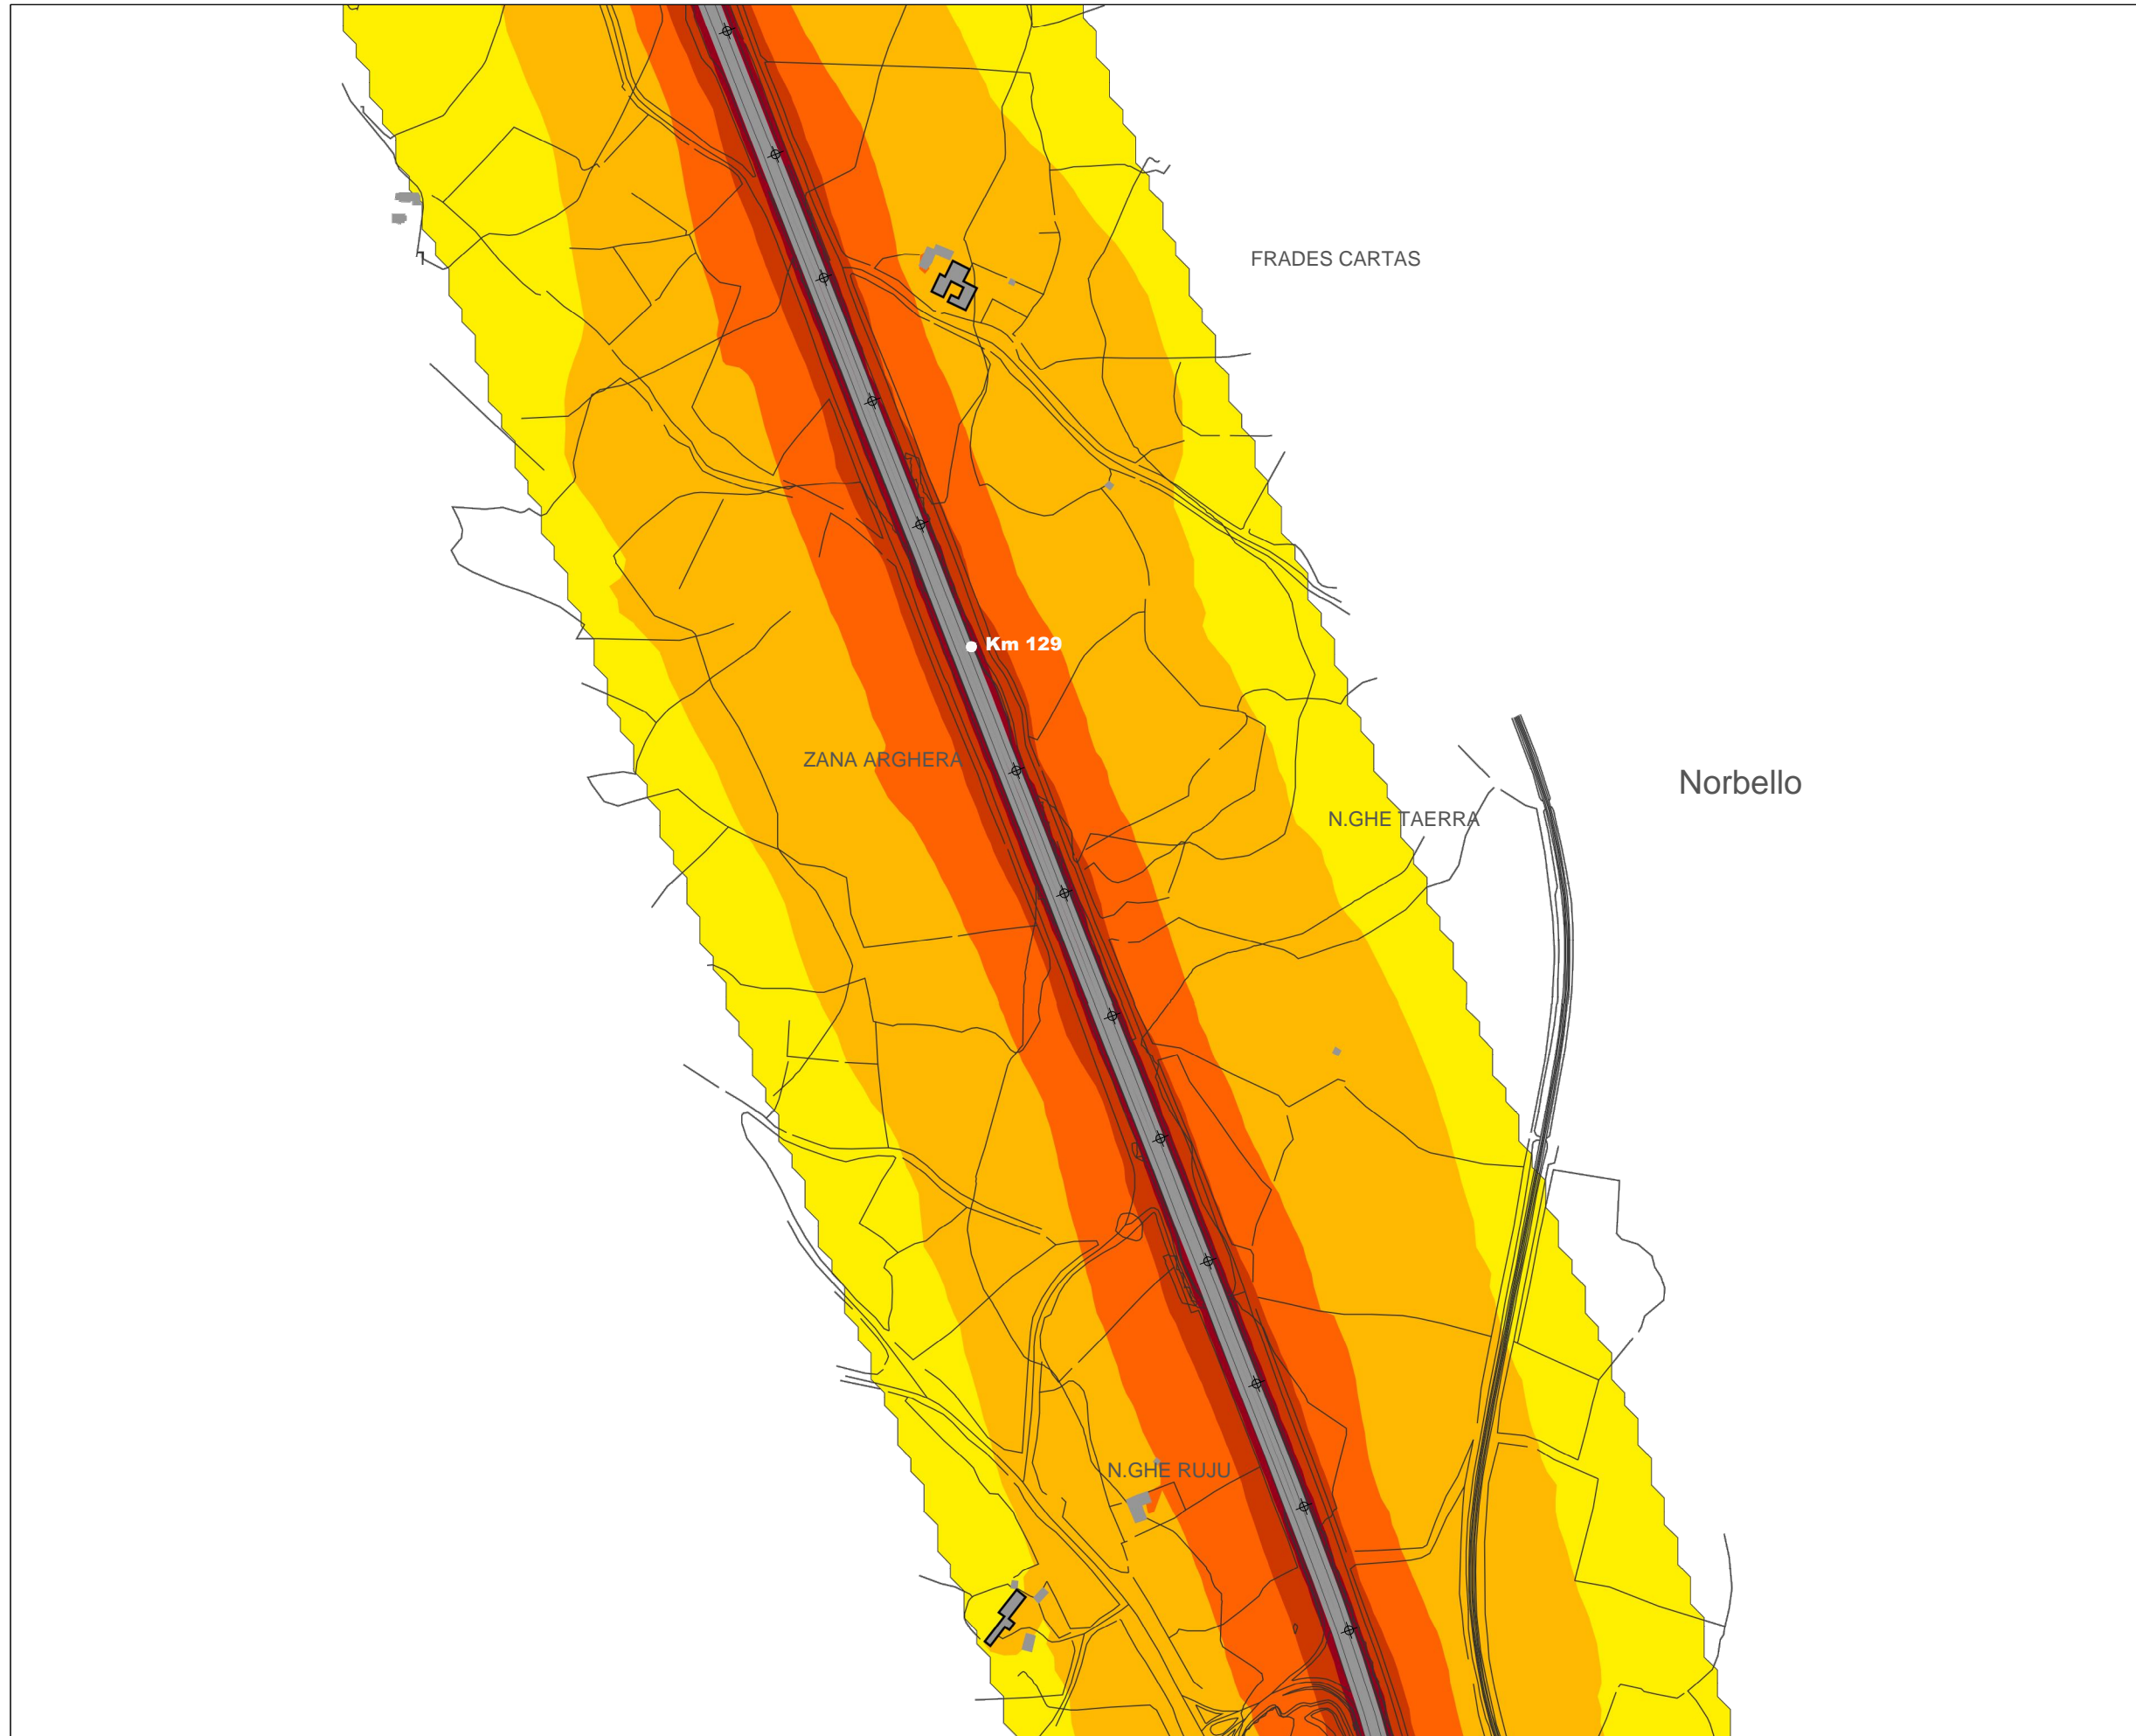 FRADES CARTAS
Km 129
ZANA ARGHERA
Norbello
N.GHE TAERRA
N.GHE RUJU